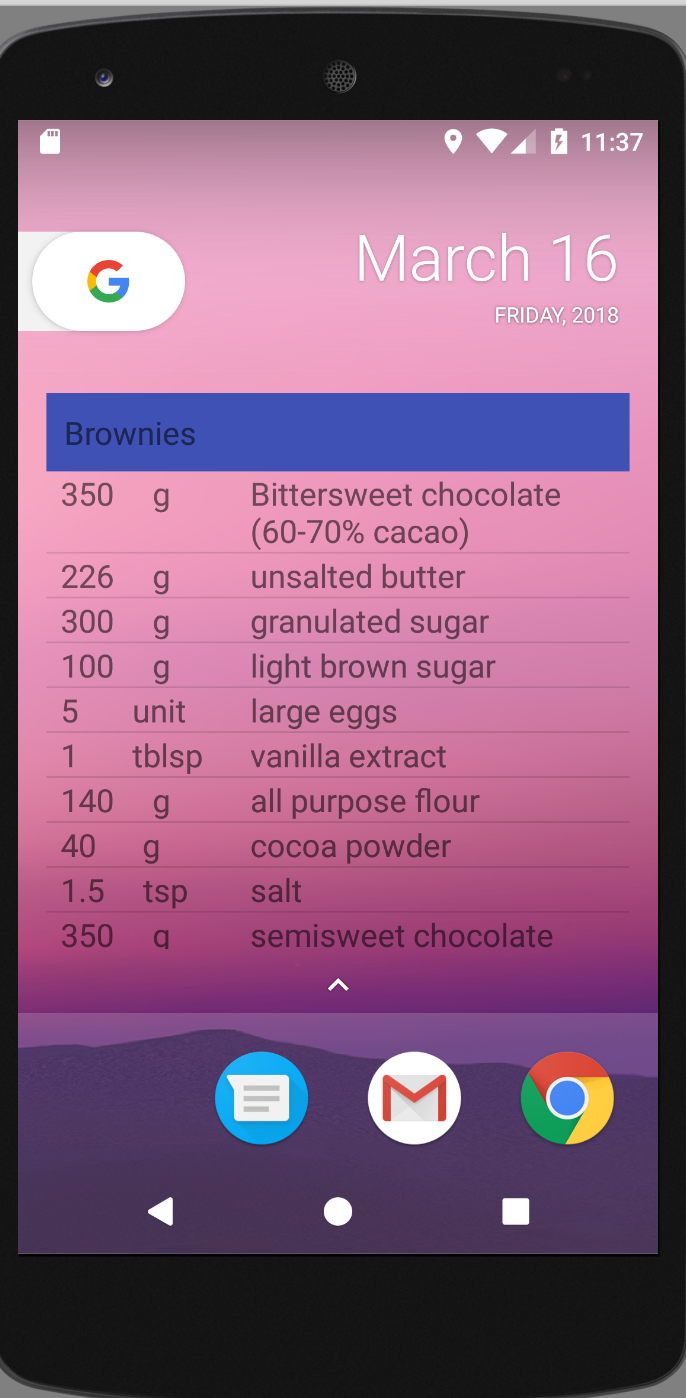 11:37
March 16
FRIDAY, 2018
Brownies
350 g Bittersweet chocolate
(60-70% cacao)
226 g unsalted butter
300 g granulated sugar
100 g light brown sugar
5 unit large eggs
1 tblsp vanilla extract
140 g all purpose flour
40 g cocoa powder
1.5 tsp salt
350 g semisweet chocolate